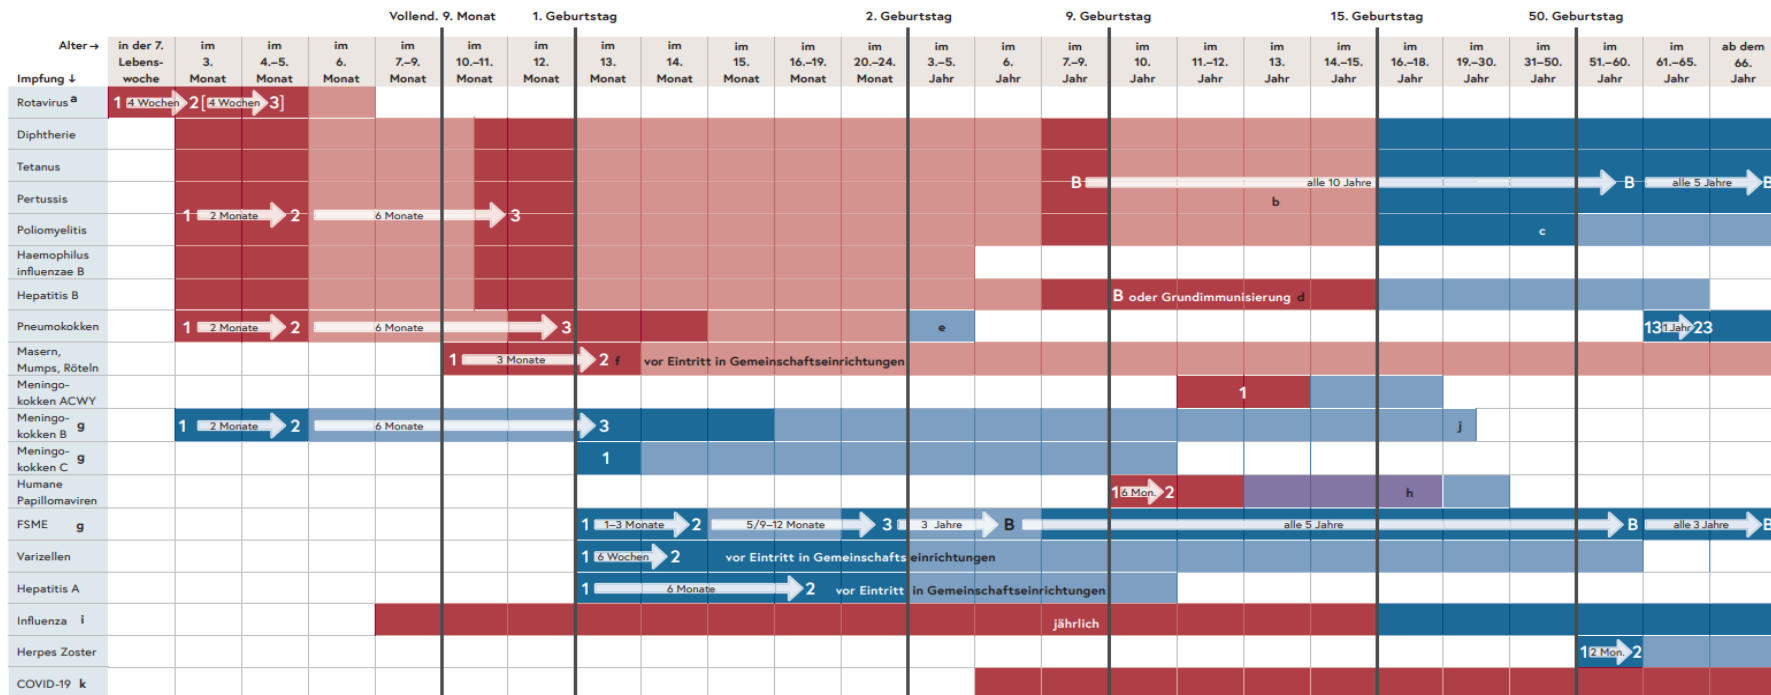 Vollend. 9. Monat 1. Geburtstag 2. Geburtstag 9. Geburtstag 15. Geburtstag 50. Geburtstag
Alter → in der 7. im im im im im im im im im im im im im im im im im im im im im im im ab dem
Lebens- 3. 4.–5. 6. 7.–9. 10.–11. 12. 13. 14. 15. 16.–19. 20–24. 3.–5. 6. 7.–9. 10. 11.–12. 13. 14.–15. 16.–18. 19.–30. 31–50. 51.–60. 61.–65. 66.
Impfung ↓ woche Monat Monat Monat Monat Monat Monat Monat Monat Monat Monat Monat Jahr Jahr Jahr Jahr Jahr Jahr Jahr Jahr Jahr Jahr Jahr Jahr Jahr
Rotavirus a 1 4 Wochen 2 [4 Wochen 3]
Diphtherie
Tetanus
B alle 10 Jahre B alle 5 Jahre B
Pertussis b
1 2 Monate 2 6 Monate 3
Poliomyelitis c
Haemophilus
influenzae B
Hepatitis B B oder Grundimmunisierung d
Pneumokokken 1 2 Monate 2 6 Monate 3 e 13 1 Jahr 23
Masern,
Mumps, Röteln 1 3 Monate 2 f vor Eintritt in Gemeinschaftseinrichtungen
Meningo-
kokken ACWY 1
Meningo-
kokken B g 1 2 Monate 2 6 Monate 3 j
Meningo-
kokken C g 1
Humane
Papillomaviren 1 6 Mon. 2 h
FSME g 1 1–3 Monate 2 5/9–12 Monate 3 3 Jahre B alle 5 Jahre B alle 3 Jahre B
Varizellen 1 6 Wochen 2 vor Eintritt in Gemeinschaftseinrichtungen
Hepatitis A 1 6 Monate 2 vor Eintritt in Gemeinschaftseinrichtungen
Influenza i jährlich
Herpes Zoster 1 2 Mon. 2
COVID-19 k